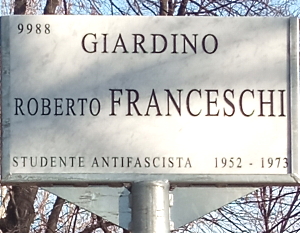 9988
GIARDINO
ROBERTO FRANCESCHI
STUDENTE ANTIFASCISTA 1952 - 1973